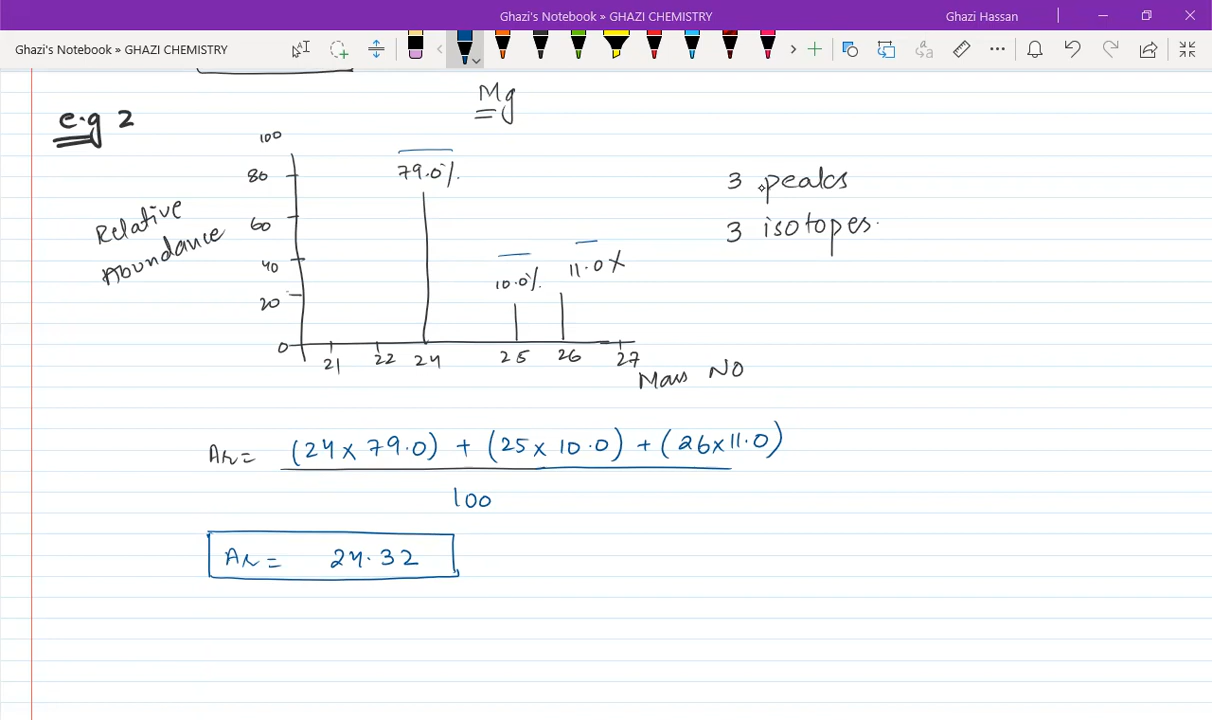 Ghazi's Notebook » GHAZI CHEMISTRY
Ghazi Hassan
Ghazi's Notebook » GHAZI CHEMISTRY
e.g 2
Mg
100
80
60
40
20
0
Relative
Abundance
79.0%
10.0%
11.0%
21 22 24 25 26 27
Mass NO
3 peaks
3 isotopes.
Ar = (24 x 79.0) + (25 x 10.0) + (26 x 11.0)
100
Ar = 24.32